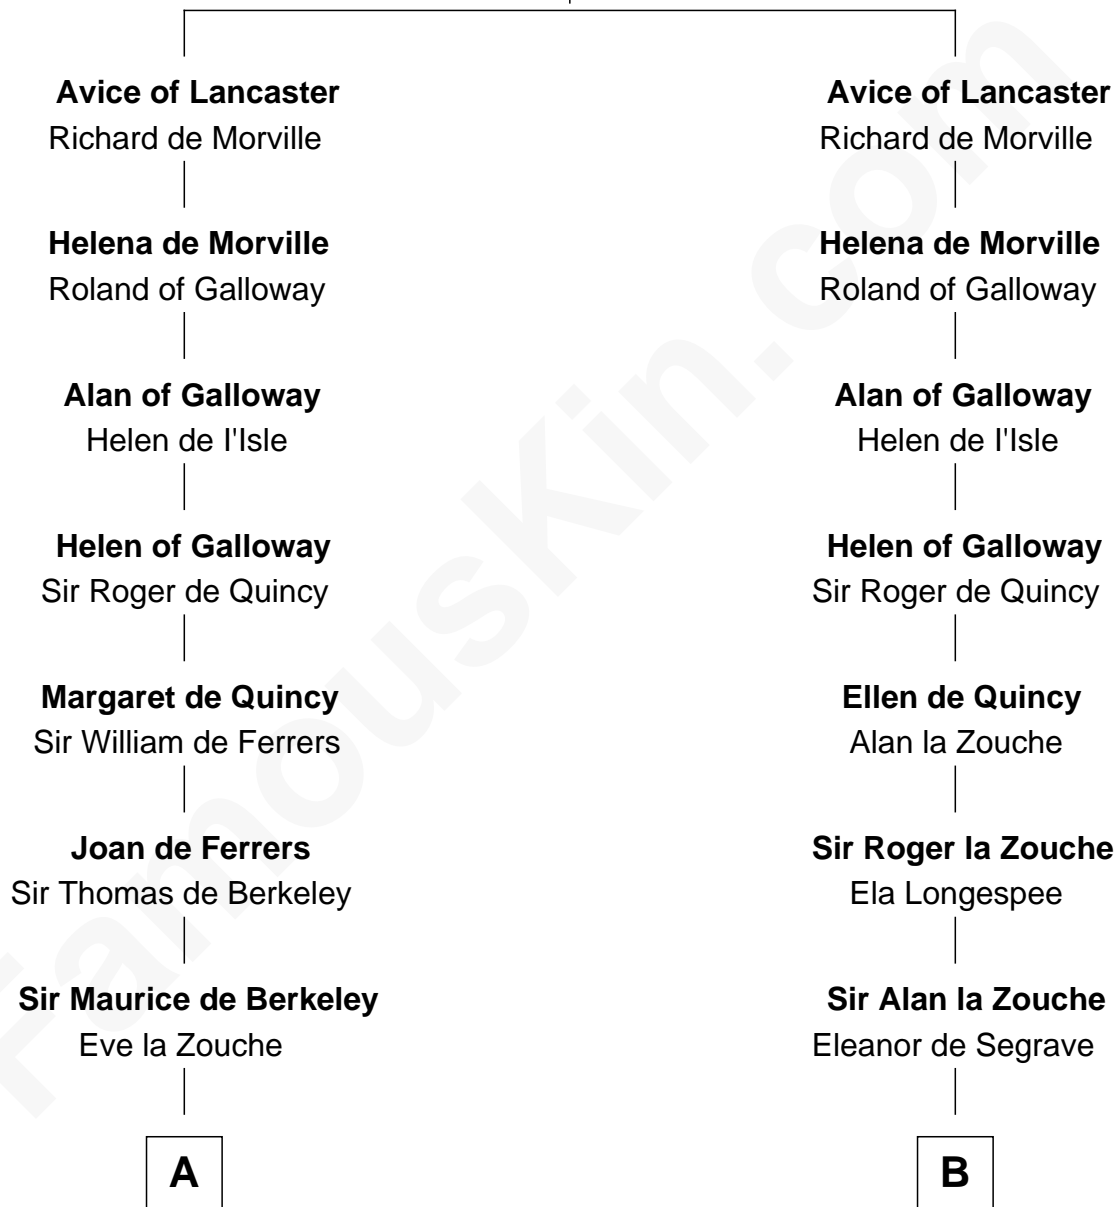 Avice of Lancaster
Richard de Morville
Helena de Morville
Roland of Galloway
Alan of Galloway
Helen de I'Isle
Helen of Galloway
Sir Roger de Quincy
Margaret de Quincy
Sir William de Ferrers
Joan de Ferrers
Sir Thomas de Berkeley
Sir Maurice de Berkeley
Eve la Zouche
A
Avice of Lancaster
Richard de Morville
Helena de Morville
Roland of Galloway
Alan of Galloway
Helen de I'Isle
Helen of Galloway
Sir Roger de Quincy
Ellen de Quincy
Alan la Zouche
Sir Roger la Zouche
Ela Longespee
Sir Alan la Zouche
Eleanor de Segrave
B
FamousKin.com